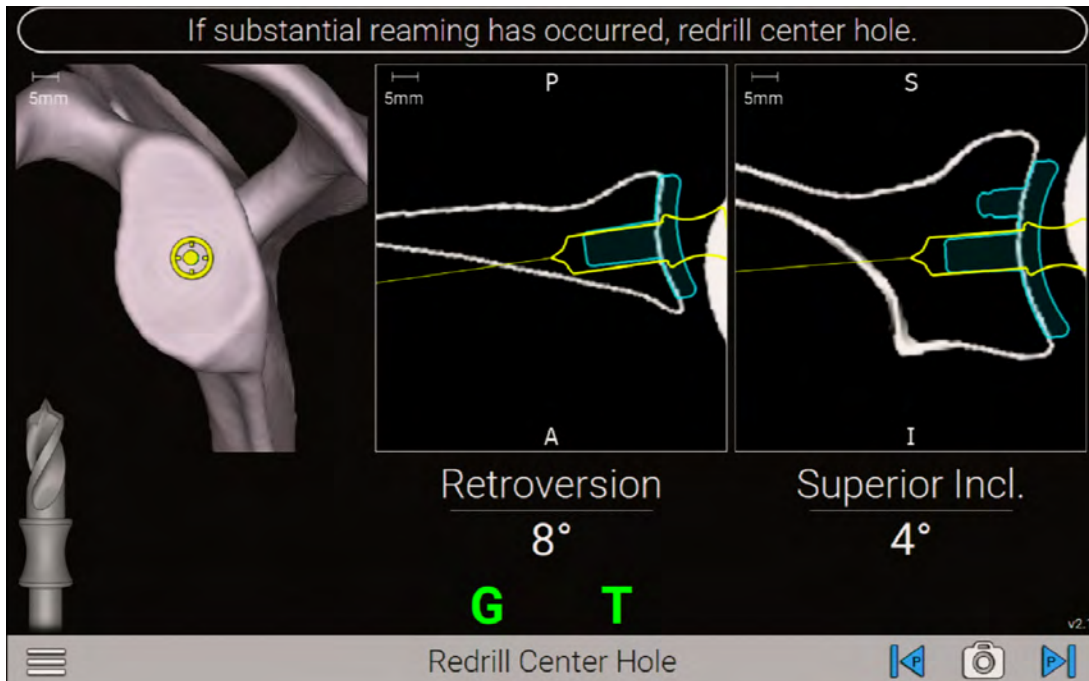 If substantial reaming has occurred, redrill center hole.
5mm
P
5mm
S
5mm
A
I
Retroversion
Superior Incl.
8°
4°
G T
Redrill Center Hole
P
P